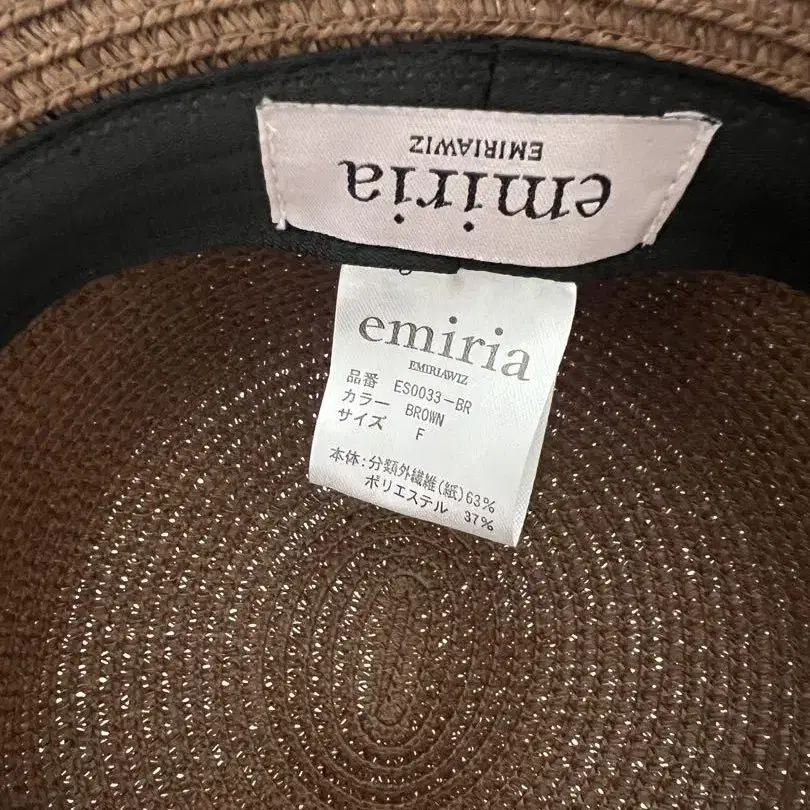 emiria
EMIRIAWIZ
emiria
EMIRIAWIZ
品番 ES0033-BR
カラー BROWN
サイズ F
本体:分類外繊維(紙)63%
ポリエステル 37%